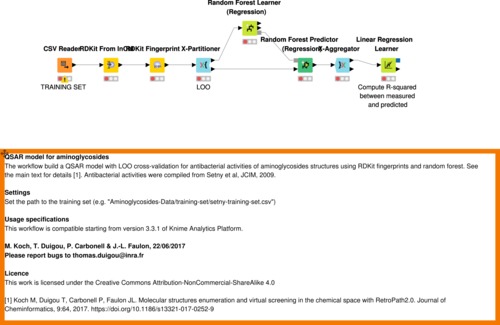 Random Forest Learner
(Regression)
CSV Reader RDKit From InChI RDKit Fingerprint X-Partitioner
Random Forest Predictor
(Regression) X-Aggregator
Linear Regression
Learner
TRAINING SET
LOO
Compute R-squared
between measured
and predicted
QSAR model for aminoglycosides
The workflow build a QSAR model with LOO cross-validation for antibacterial activities of aminoglycosides structures using RDKit fingerprints and random forest. See
the main text for details [1]. Antibacterial activities were compiled from Setny et al, JCIM, 2009.
Settings
Set the path to the training set (e.g. "Aminoglycosides-Data/training-set/setny-training-set.csv")
Usage specifications
This workflow is compatible starting from version 3.3.1 of Knime Analytics Platform.
M. Koch, T. Duigou, P. Carbonell & J.-L. Faulon, 22/06/2017
Please report bugs to thomas.duigou@inra.fr
Licence
This work is licensed under the Creative Commons Attribution-NonCommercial-ShareAlike 4.0
[1] Koch M, Duigou T, Carbonell P, Faulon JL. Molecular structures enumeration and virtual screening in the chemical space with RetroPath2.0. Journal of
Cheminformatics, 9:64, 2017. https://doi.org/10.1186/s13321-017-0252-9